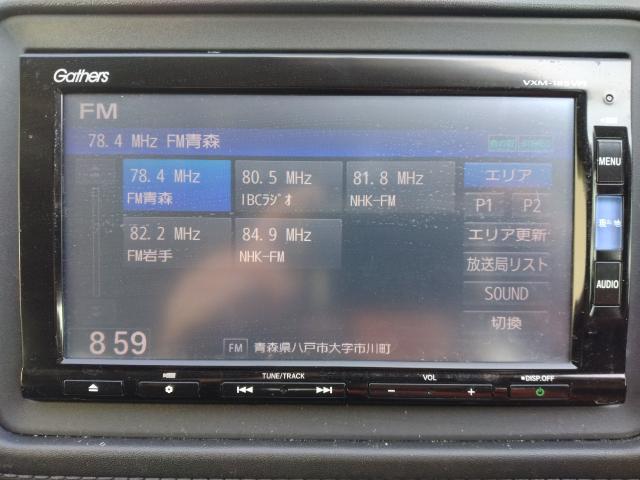 Gathers
FM
78.4 MHz FM青森
78.4 MHz 80.5 MHz 81.8 MHz エリア
FM青森 IBCラジオ NHK-FM P1 P2
82.2 MHz 84.9 MHz エリア更新
FM岩手 NHK-FM 放送局リスト
SOUND
切換
8:59 FM 青森県八戸市大字市川町
MENU
AUDIO
TUNE/TRACK VOL DISP.OFF